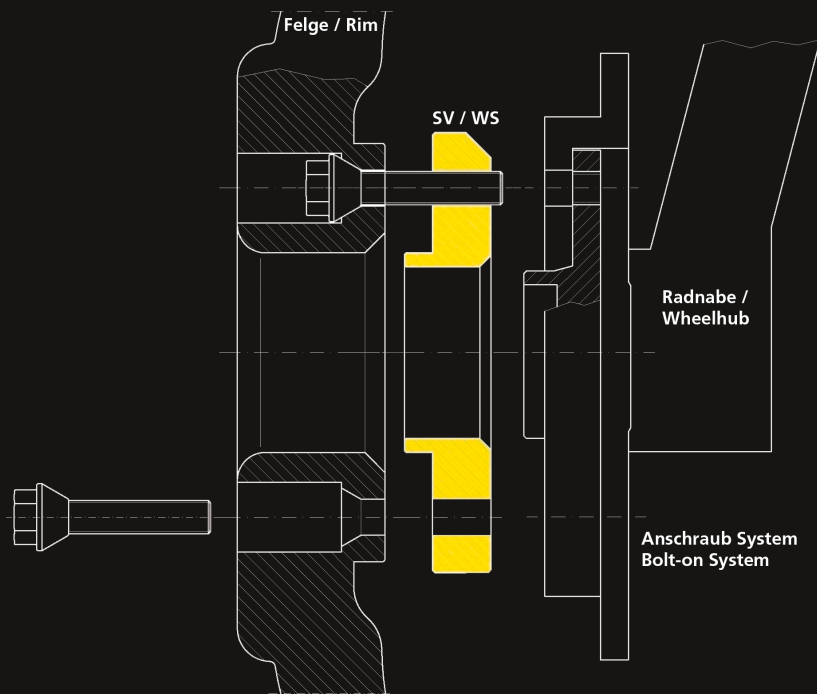 Felge / Rim
SV / WS
Radnabe /
Wheelhub
Anschraub System
Bolt-on System